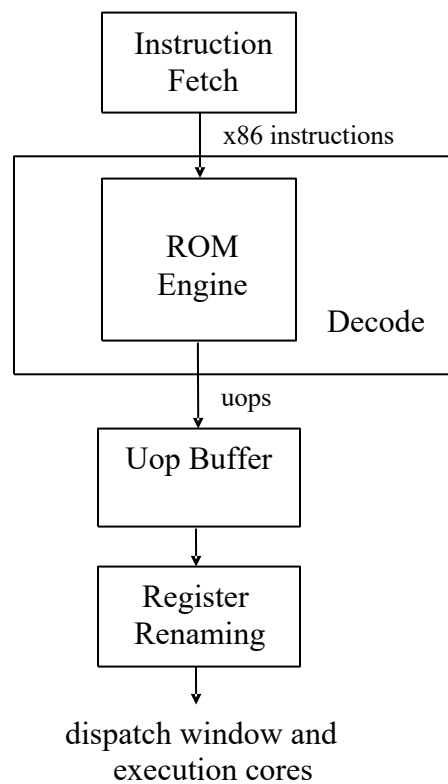 Instruction
Fetch
x86 instructions
ROM
Engine
Decode
uops
Uop Buffer
Register
Renaming
dispatch window and
execution cores